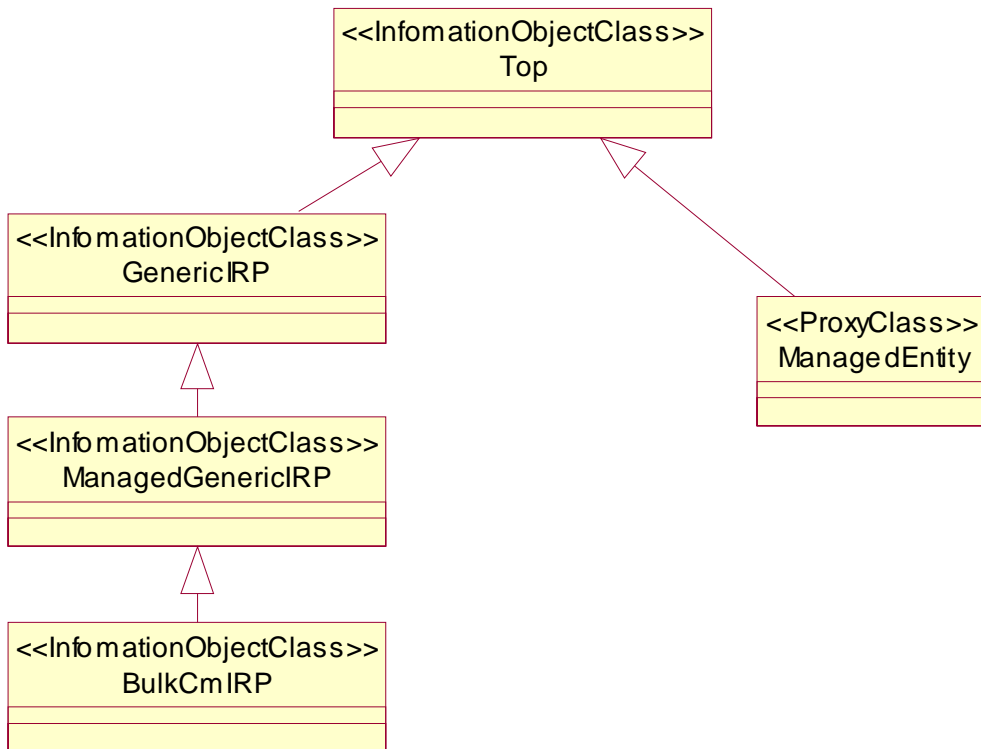 <<InfomationObjectClass>>
Top
<<InfomationObjectClass>>
GenericIRP
<<ProxyClass>>
ManagedEntity
<<InfomationObjectClass>>
ManagedGenericIRP
<<InfomationObjectClass>>
BulkCmIRP